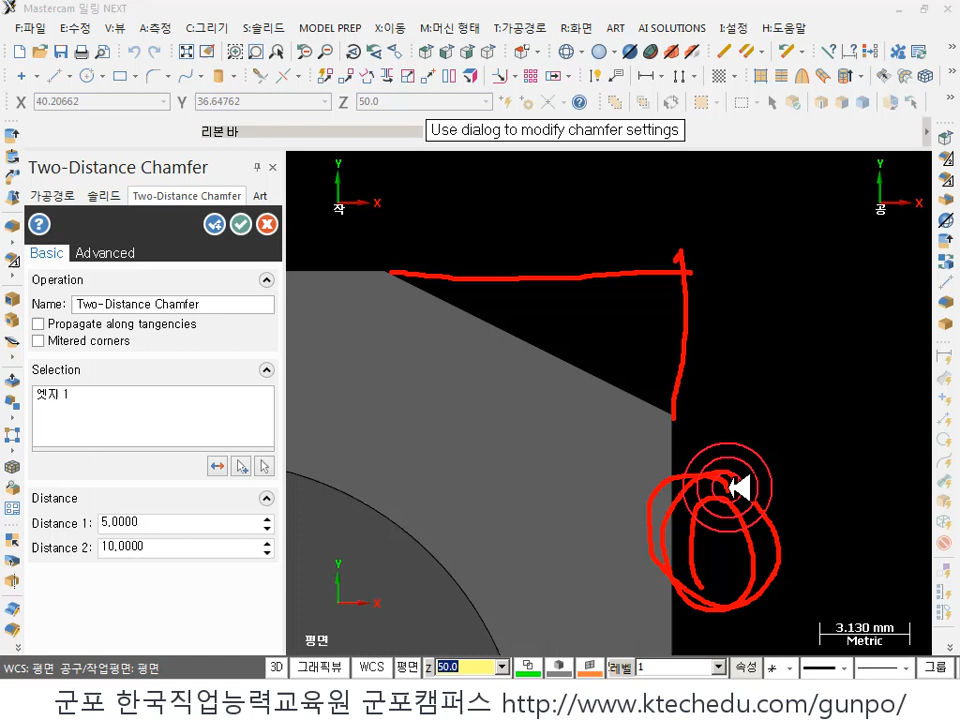 Mastercam 밀링 NEXT
F:파일 E:수정 V:뷰 A:측정 C:그리기 S:솔리드 MODEL PREP X:이동 M:머신 형태 T:가공경로 R:화면 ART AI SOLUTIONS I:설정 H:도움말
X 40.20662 Y 36.64762 Z 50.0
리본 바
Use dialog to modify chamfer settings
Two-Distance Chamfer
가공경로 솔리드 Two-Distance Chamfer Art
Basic Advanced
Operation
Name: Two-Distance Chamfer
Propagate along tangencies
Mitered corners
Selection
엣지 1
Distance
Distance 1: 5.0000
Distance 2: 10.0000
Y
X
작
Y
X
공
Y
X
평면
3.130 mm
Metric
WCS: 평면 공구/작업평면: 평면 3D 그래픽뷰 WCS 평면 Z 50.0 레벨 1 속성 그룹
군포 한국직업능력교육원 군포캠퍼스 http://www.ktechedu.com/gunpo/